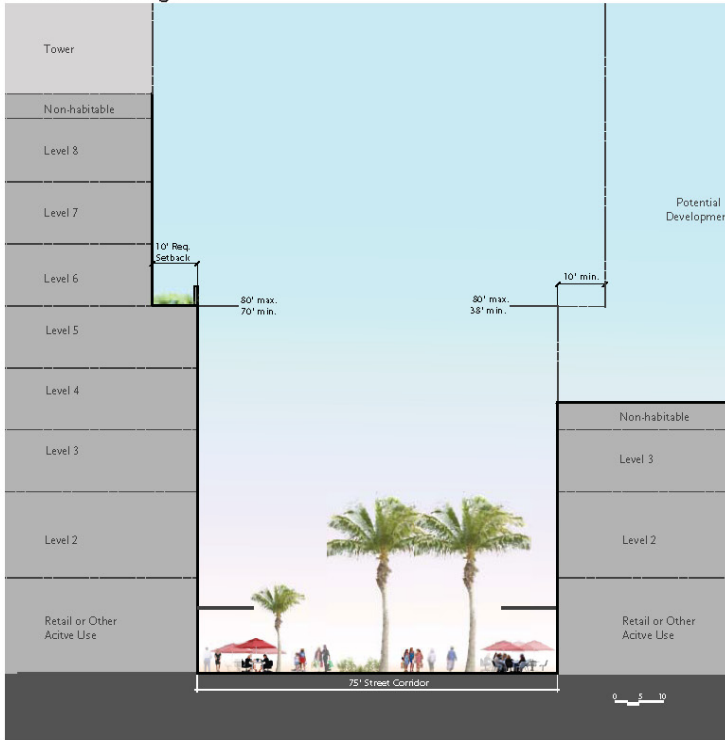 Tower
Non-habitable
Level 8
Level 7
Potential
10' Req.
Setback
Level 6
10' min.
80' max.
70' min.
80' max.
38' min.
Level 5
Level 4
Non-habitable
Level 3
Level 3
Level 2
Level 2
Retail or Other
Acitve Use
Retail or Other
Acitve Use
75' Street Corridor
0 5 10